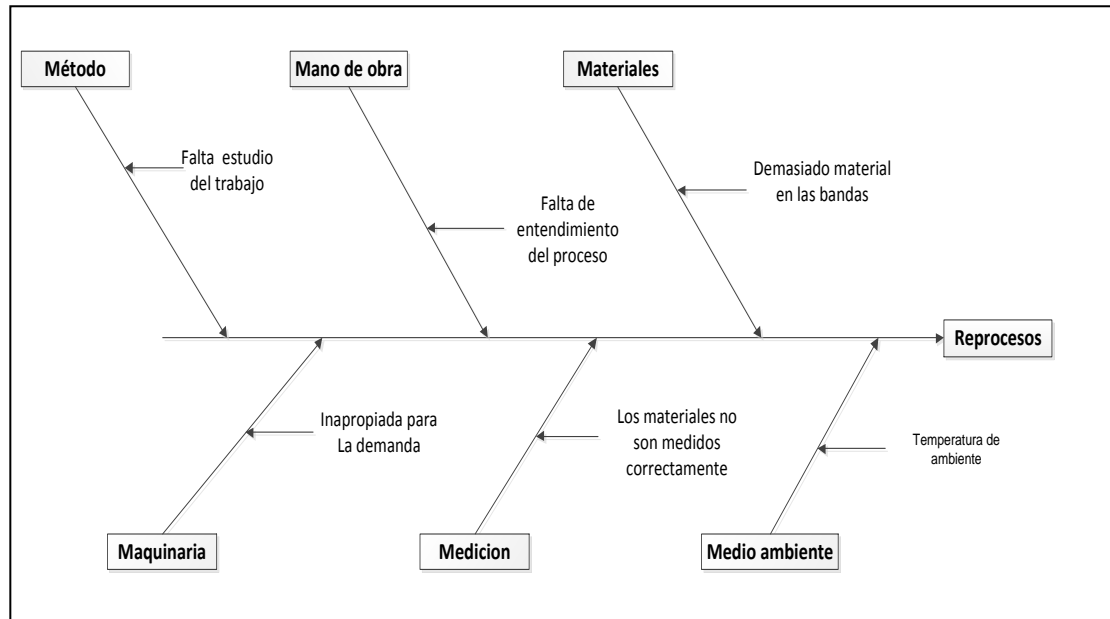 Método
Mano de obra
Materiales
Falta estudio
del trabajo
Falta de
entendimiento
del proceso
Demasiado material
en las bandas
Reprocesos
Inapropiada para
La demanda
Los materiales no
son medidos
correctamente
Temperatura de
ambiente
Maquinaria
Medicion
Medio ambiente